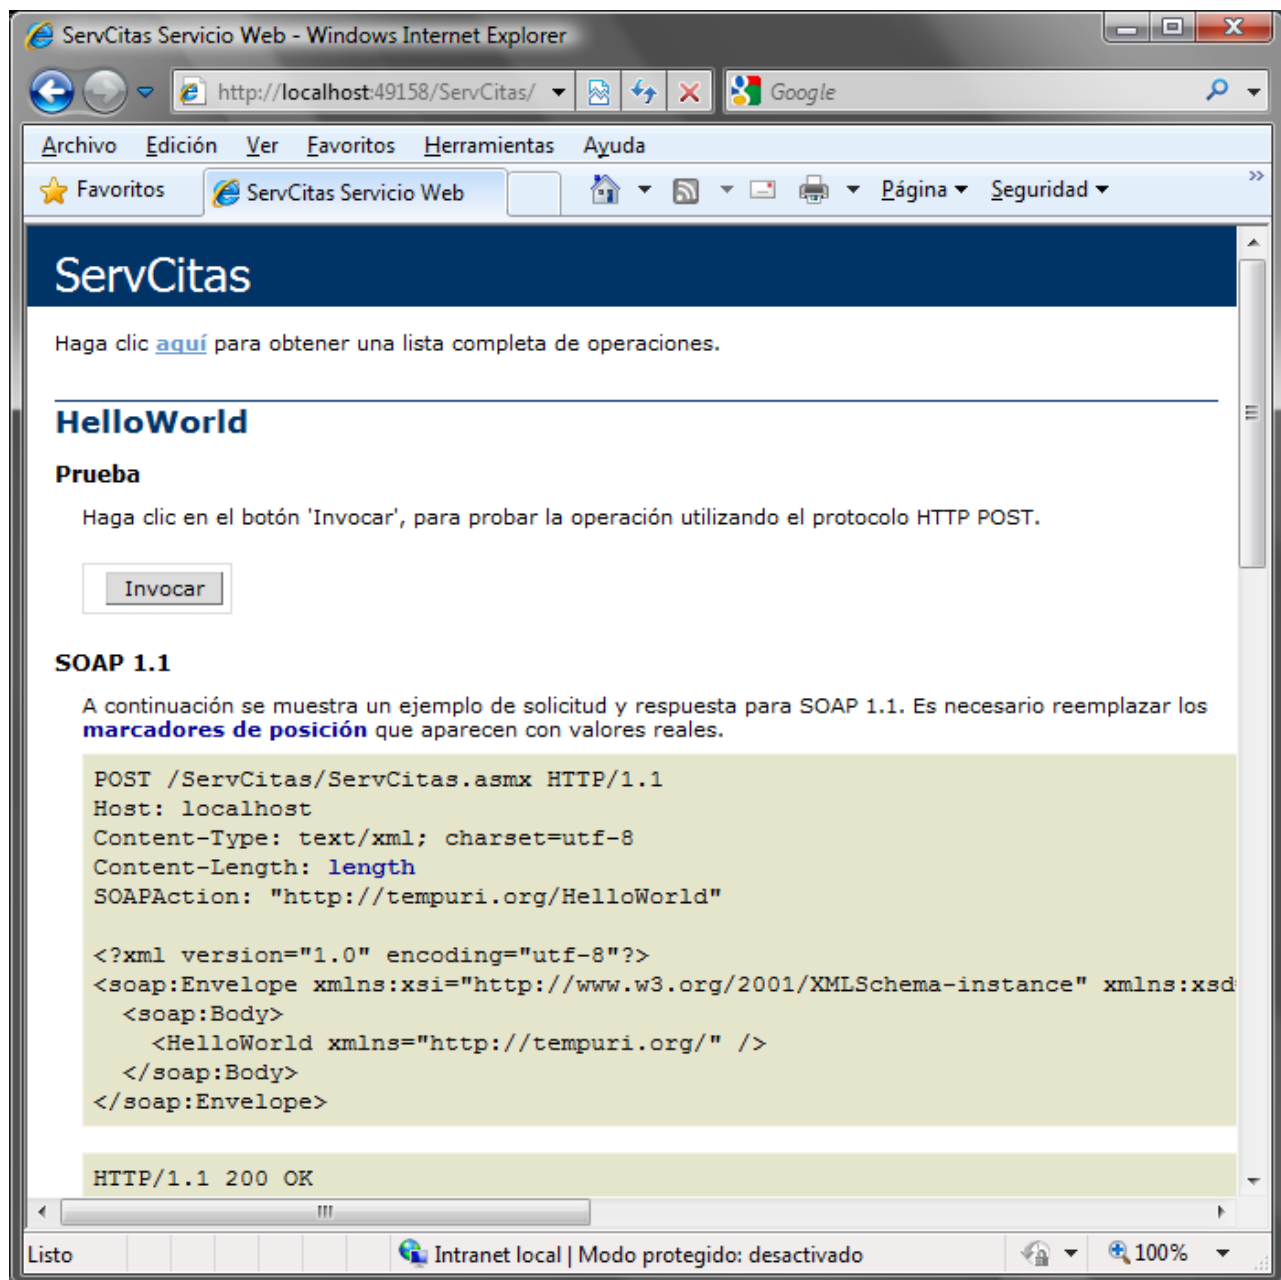 ServCitas Servicio Web - Windows Internet Explorer
http://localhost:49158/ServCitas/
Google
Archivo Edición Ver Favoritos Herramientas Ayuda
Favoritos ServCitas Servicio Web Página Seguridad »
ServCitas
Haga clic aquí para obtener una lista completa de operaciones.
HelloWorld
Prueba
Haga clic en el botón 'Invocar', para probar la operación utilizando el protocolo HTTP POST.
Invocar
SOAP 1.1
A continuación se muestra un ejemplo de solicitud y respuesta para SOAP 1.1. Es necesario reemplazar los
marcadores de posición que aparecen con valores reales.
POST /ServCitas/ServCitas.asmx HTTP/1.1
Host: localhost
Content-Type: text/xml; charset=utf-8
Content-Length: length
SOAPAction: "http://tempuri.org/HelloWorld"
<?xml version="1.0" encoding="utf-8"?>
<soap:Envelope xmlns:xsi="http://www.w3.org/2001/XMLSchema-instance" xmlns:xsd
<soap:Body>
<HelloWorld xmlns="http://tempuri.org/" />
</soap:Body>
</soap:Envelope>
HTTP/1.1 200 OK
Listo Intranet local | Modo protegido: desactivado 100%